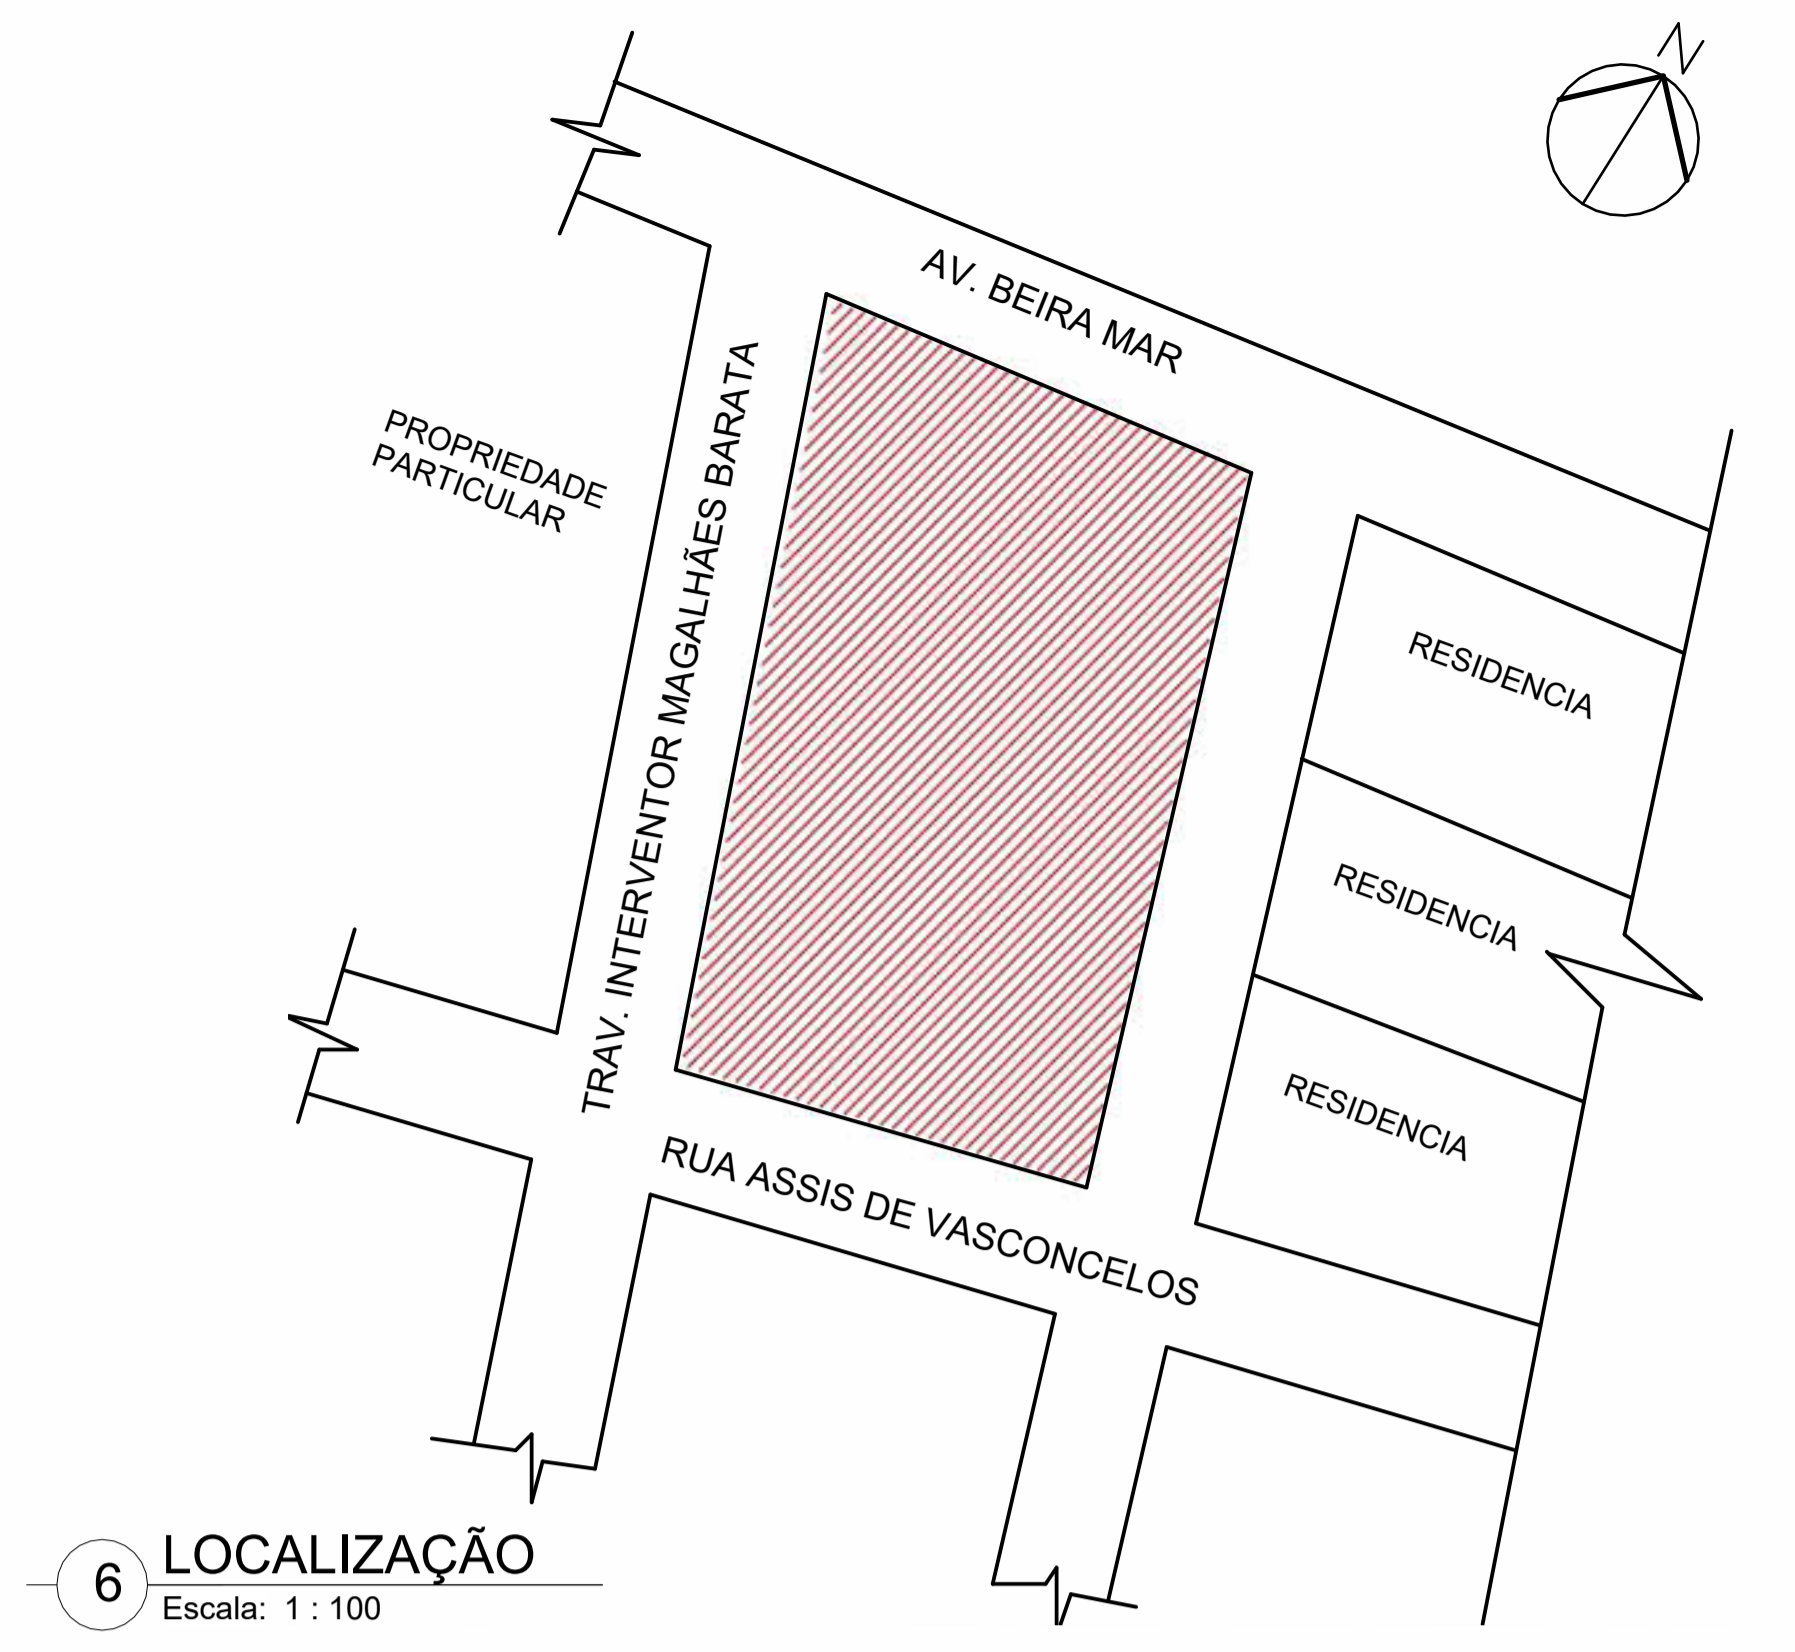 N
AV. BEIRA MAR
TRAV. INTERVENTOR MAGALHÃES BARATA
PROPRIEDADE
PARTICULAR
RESIDENCIA
RESIDENCIA
RESIDENCIA
RUA ASSIS DE VASCONCELOS
6
LOCALIZAÇÃO
Escala: 1 : 100